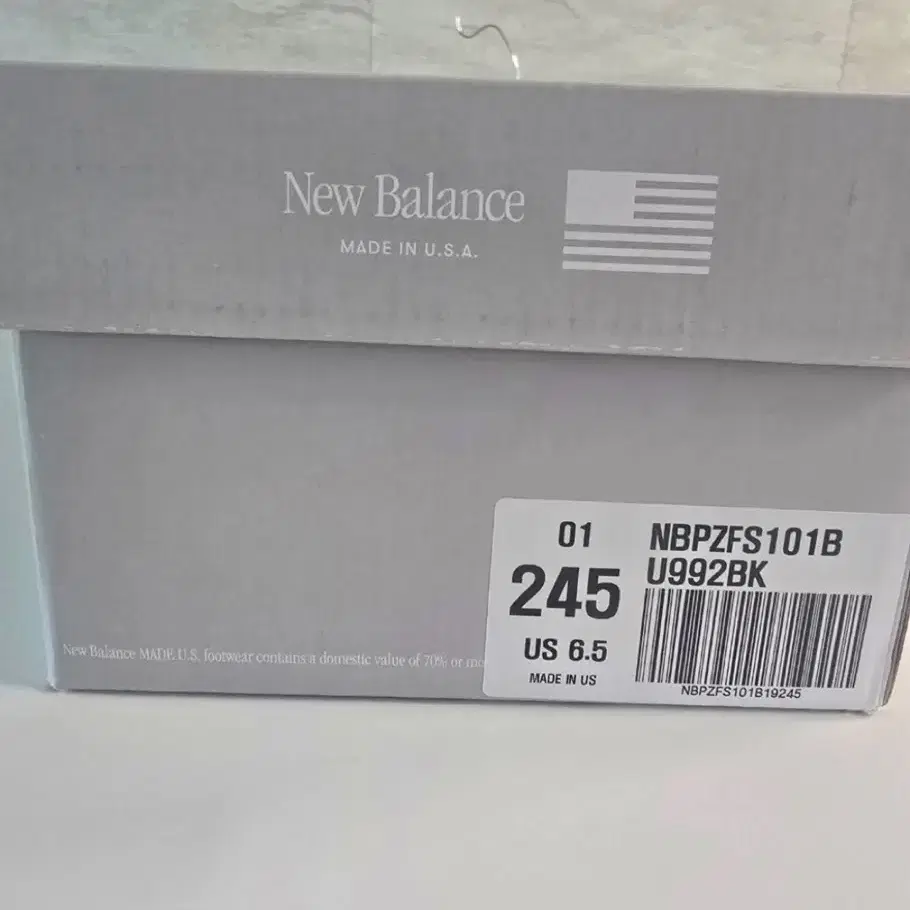 New Balance
MADE IN U.S.A.
01
245
US 6.5
MADE IN US
NBPZFS101B
U992BK
NBPZFS101B19245
New Balance MADE U.S. footwear contains a domestic value of 70% or